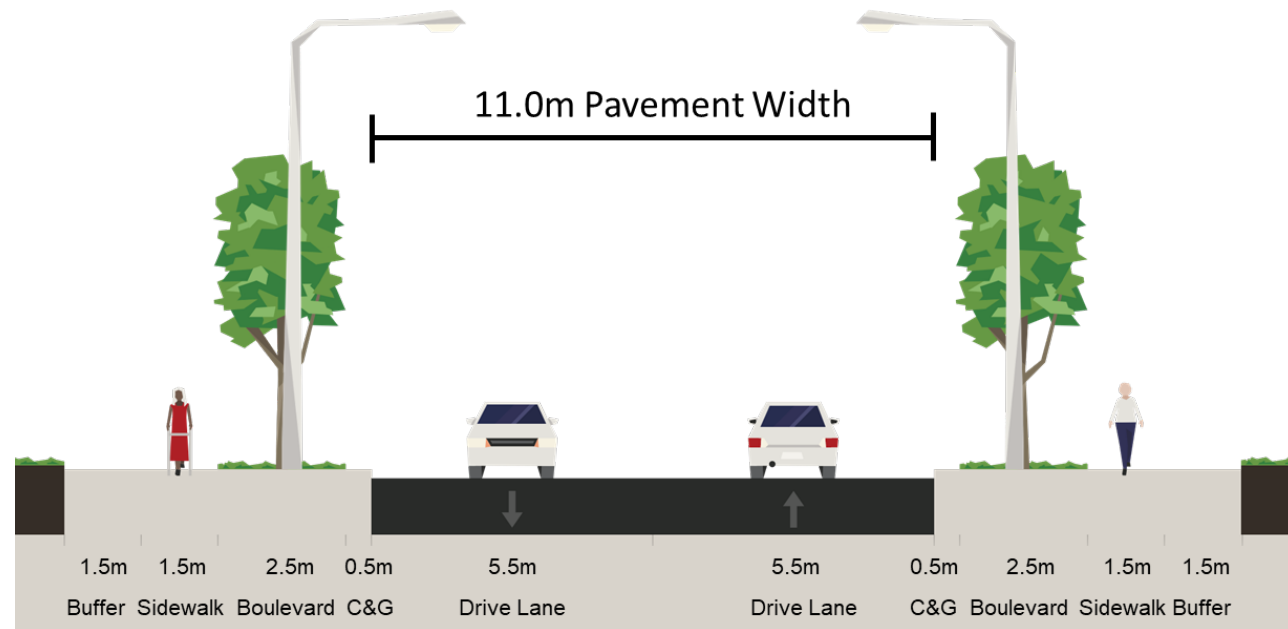 11.0m Pavement Width
1.5m 1.5m 2.5m 0.5m 5.5m 5.5m 0.5m 2.5m 1.5m 1.5m
Buffer Sidewalk Boulevard C&G Drive Lane Drive Lane C&G Boulevard Sidewalk Buffer